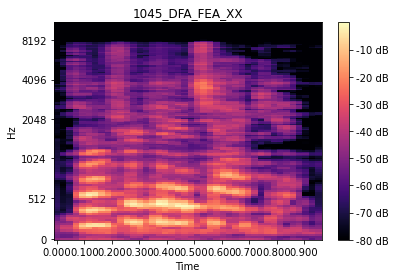 1045_DFA_FEA_XX
8192
4096
2048
1024
512
0
Hz
0.0000.1000.2000.3000.4000.5000.6000.7000.8000.900
Time
-10 dB
-20 dB
-30 dB
-40 dB
-50 dB
-60 dB
-70 dB
-80 dB